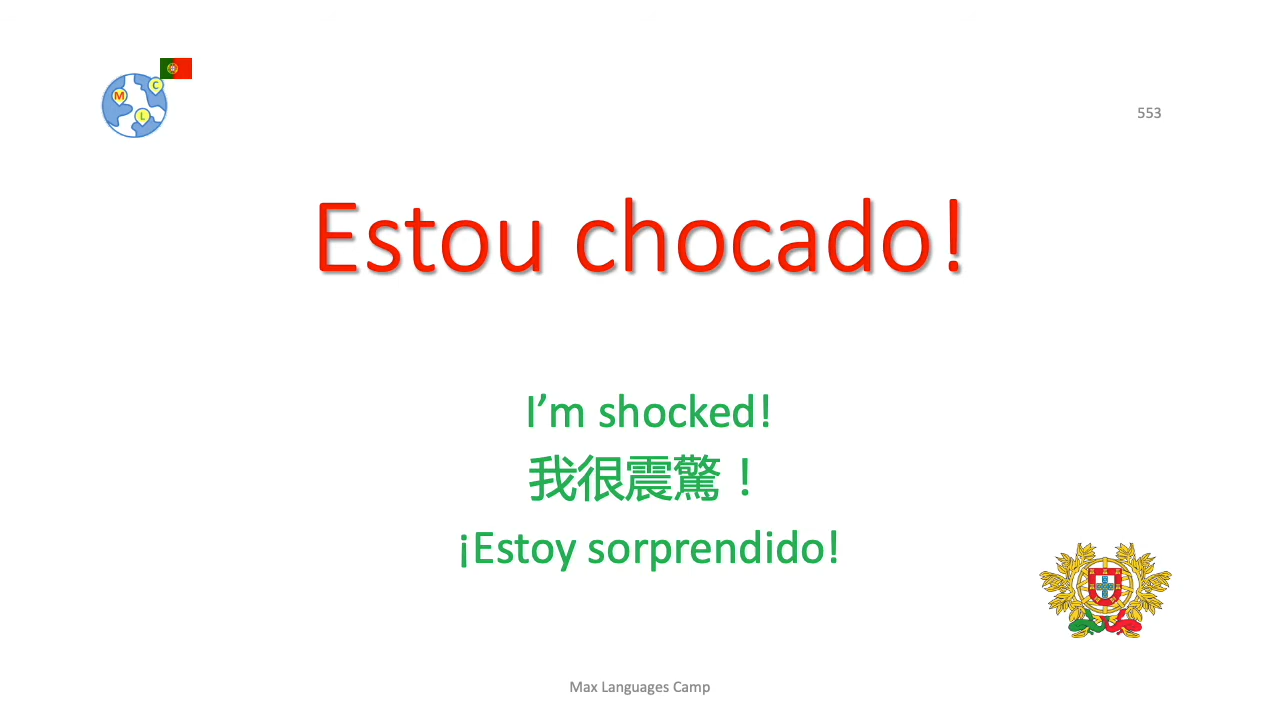 M
C
L
553
Estou chocado!
I’m shocked!
我很震驚！
¡Estoy sorprendido!
Max Languages Camp